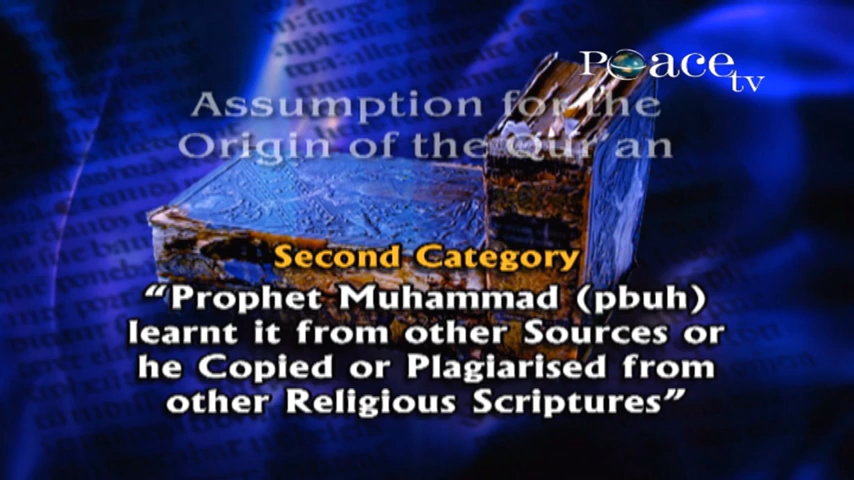 Peace
tv
Assumption for the
Origin of the Qur'an
Second Category
“Prophet Muhammad (pbuh)
learnt it from other Sources or
he Copied or Plagiarised from
other Religious Scriptures”